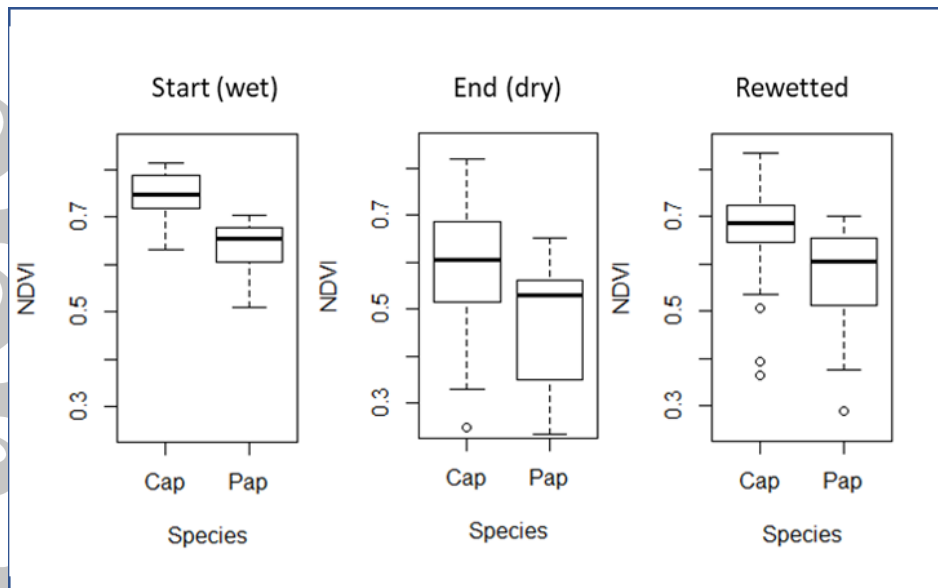 Start (wet)
End (dry)
Rewetted
NDVI
0.3
0.5
0.7
Cap
Pap
Species
NDVI
0.3
0.5
0.7
Cap
Pap
Species
NDVI
0.3
0.5
0.7
Cap
Pap
Species